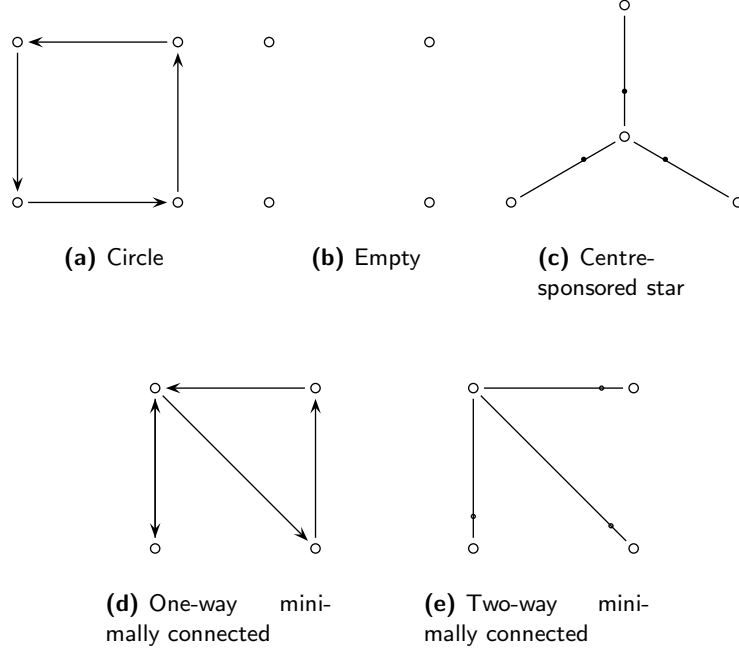 (a) Circle
(b) Empty
(c) Centre-
sponsored star
(d) One-way mini-
mally connected
(e) Two-way mini-
mally connected